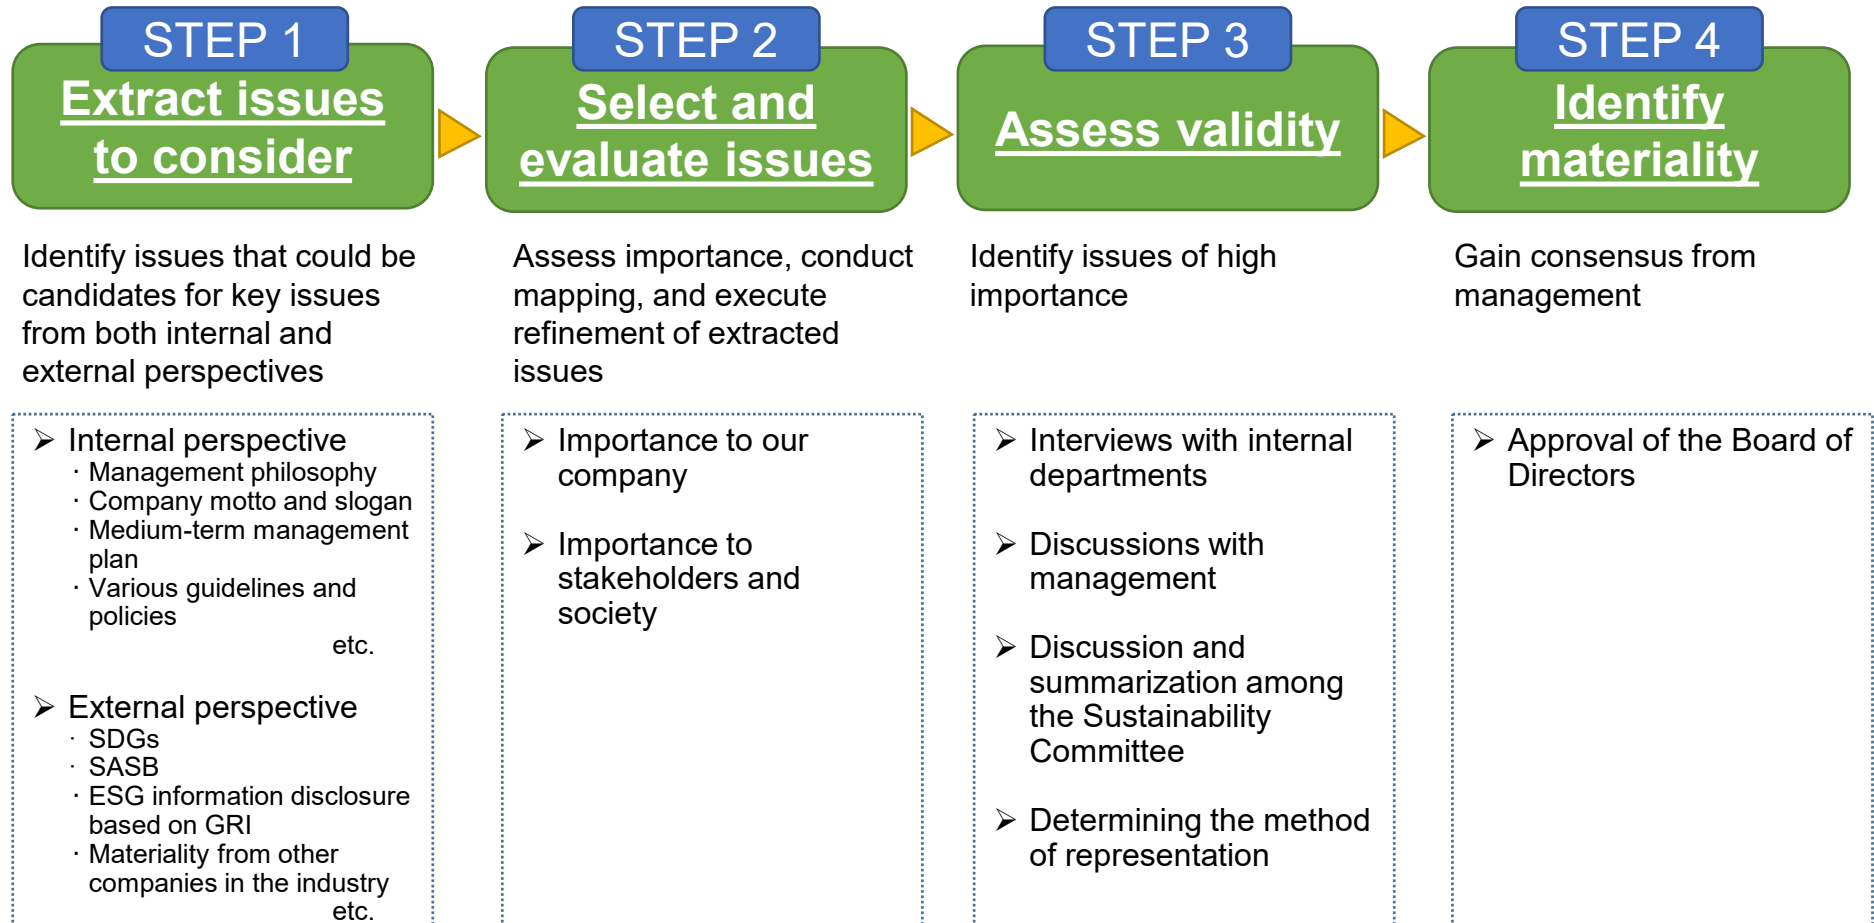 STEP 1
Extract issues
to consider
Identify issues that could be
candidates for key issues
from both internal and
external perspectives
➢ Internal perspective
· Management philosophy
· Company motto and slogan
· Medium-term management
plan
· Various guidelines and
policies
etc.
➢ External perspective
· SDGs
· SASB
· ESG information disclosure
based on GRI
· Materiality from other
companies in the industry
etc.
STEP 2
Select and
evaluate issues
Assess importance, conduct
mapping, and execute
refinement of extracted
issues
➢ Importance to our
company
➢ Importance to
stakeholders and
society
STEP 3
Assess validity
Identify issues of high
importance
➢ Interviews with internal
departments
➢ Discussions with
management
➢ Discussion and
summarization among
the Sustainability
Committee
➢ Determining the method
of representation
STEP 4
Identify
materiality
Gain consensus from
management
➢ Approval of the Board of
Directors